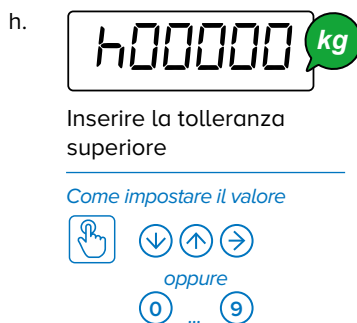 h.
h00000 kg
Inserire la tolleranza
superiore
Come impostare il valore
oppure
0 ... 9